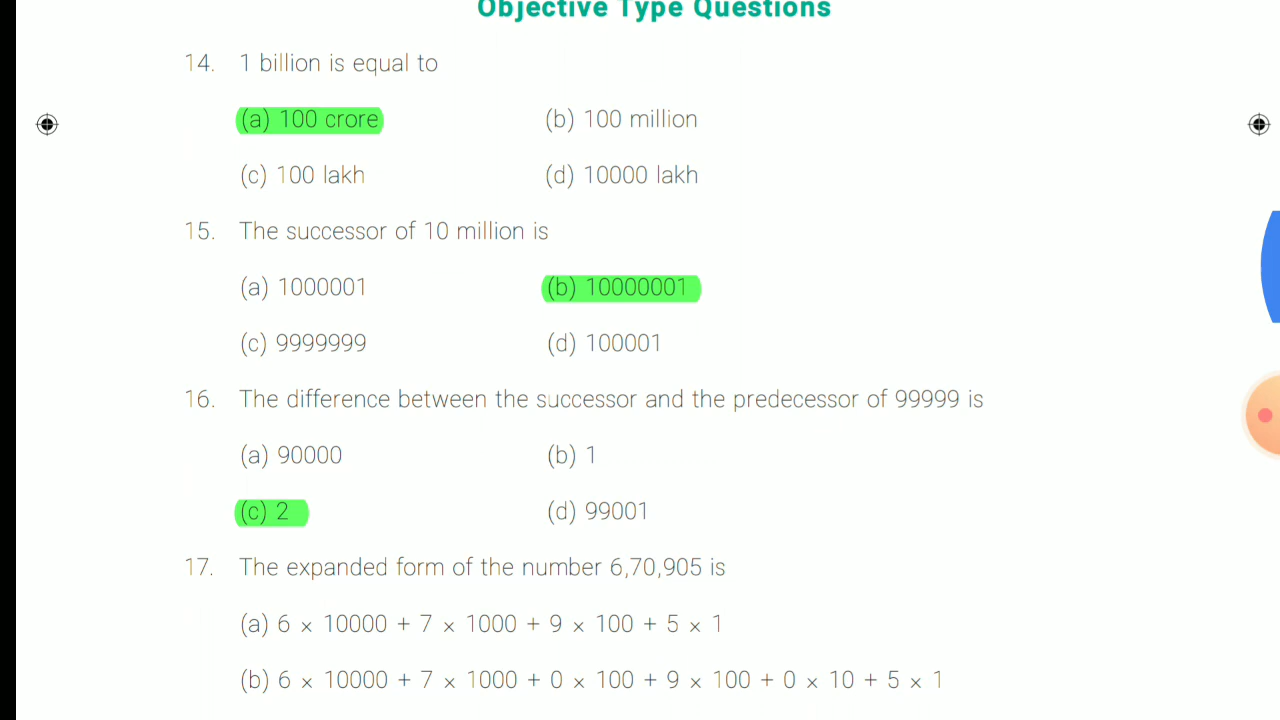 Objective Type Questions
14. 1 billion is equal to
(a) 100 crore (b) 100 million
(c) 100 lakh (d) 10000 lakh
15. The successor of 10 million is
(a) 1000001 (b) 10000001
(c) 9999999 (d) 100001
16. The difference between the successor and the predecessor of 99999 is
(a) 90000 (b) 1
(c) 2 (d) 99001
17. The expanded form of the number 6,70,905 is
(a) 6 × 10000 + 7 × 1000 + 9 × 100 + 5 × 1
(b) 6 × 10000 + 7 × 1000 + 0 × 100 + 9 × 100 + 0 × 10 + 5 × 1